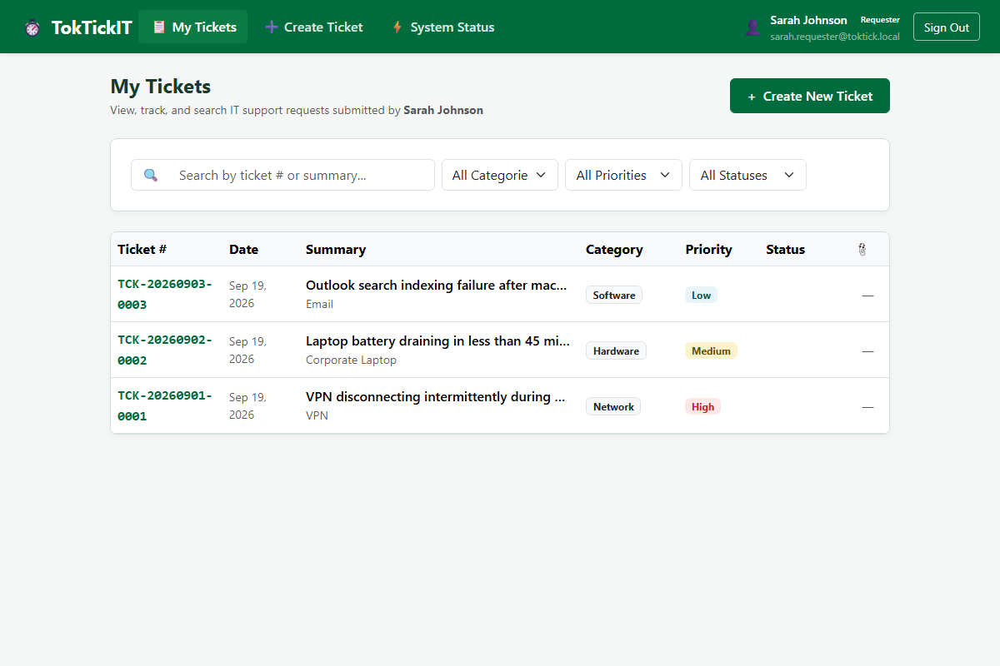 TokTickIT
My Tickets
Create Ticket
System Status
Sarah Johnson Requester
sarah.requester@toktick.local
Sign Out
My Tickets
View, track, and search IT support requests submitted by Sarah Johnson
+ Create New Ticket
Search by ticket # or summary...
All Categorie
All Priorities
All Statuses
Ticket # Date Summary Category Priority Status
TCK-20260903-
0003
Sep 19,
2026
Outlook search indexing failure after mac...
Email
Software
Low
—
TCK-20260902-
0002
Sep 19,
2026
Laptop battery draining in less than 45 mi...
Corporate Laptop
Hardware
Medium
—
TCK-20260901-
0001
Sep 19,
2026
VPN disconnecting intermittently during ...
VPN
Network
High
—